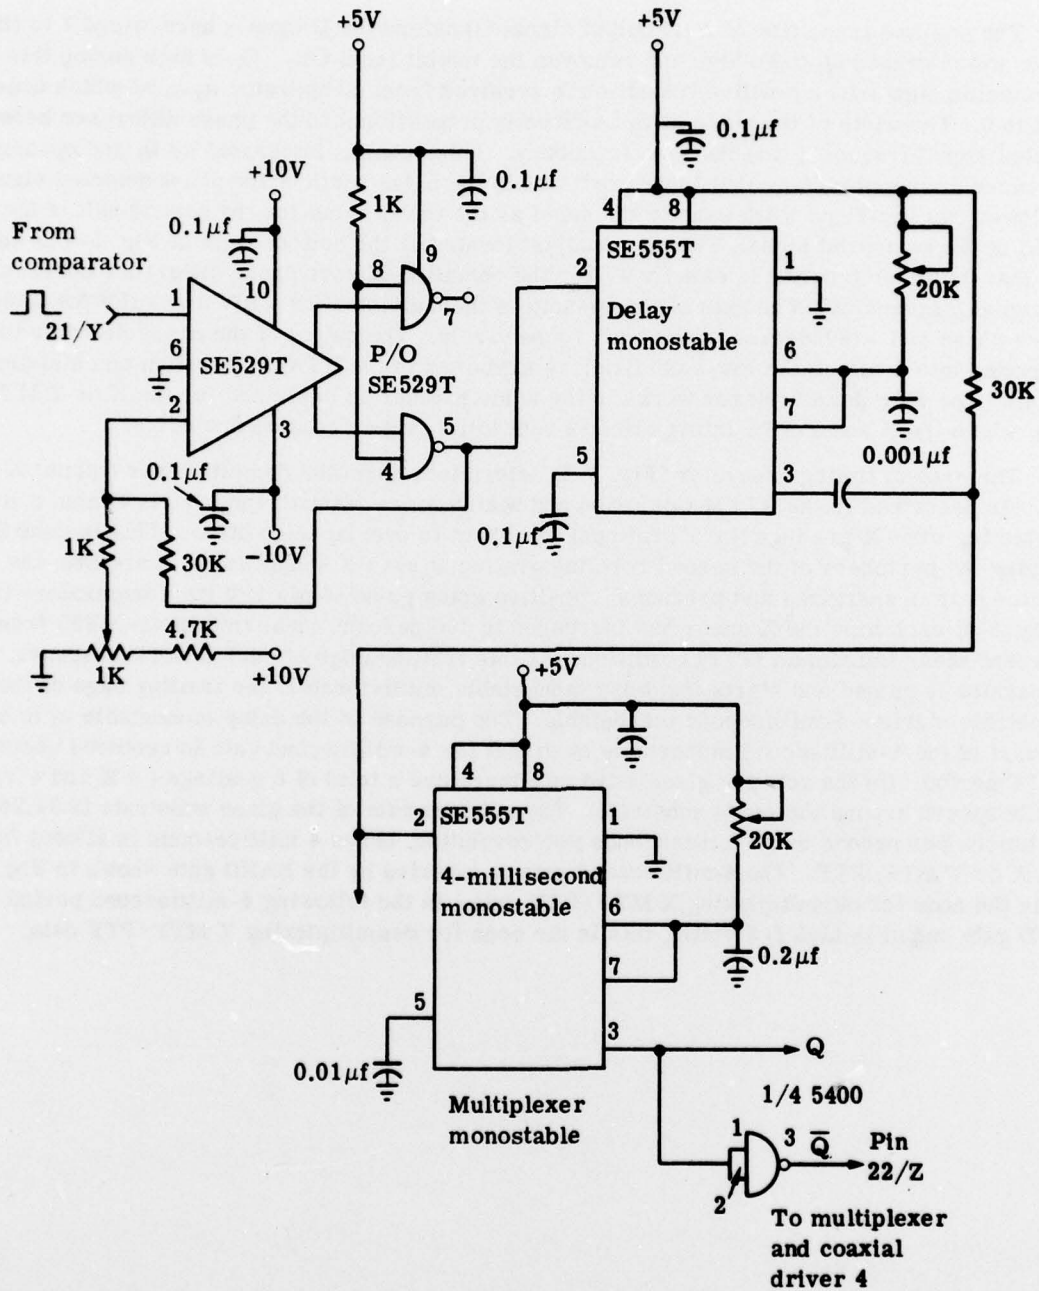 +5V
+5V
0.1μf
+10V
0.1μf
1K
4
8
0.1μf
From
comparator
9
SE555T
2
1
8
20K
10
1
7
Delay
monostable
21/Y
6
P/O
SE529T
SE529T
6
30K
2
3
5
7
0.001μf
4
5
3
0.1μf
0.1μf
1K
30K
-10V
4.7K
1K
+10V
+5V
4
8
2
SE555T
1
20K
4-millisecond
monostable
6
0.2μf
7
5
3
Q
0.01μf
1/4 5400
Multiplexer
monostable
1
3
Q̅
Pin
22/Z
2
To multiplexer
and coaxial
driver 4